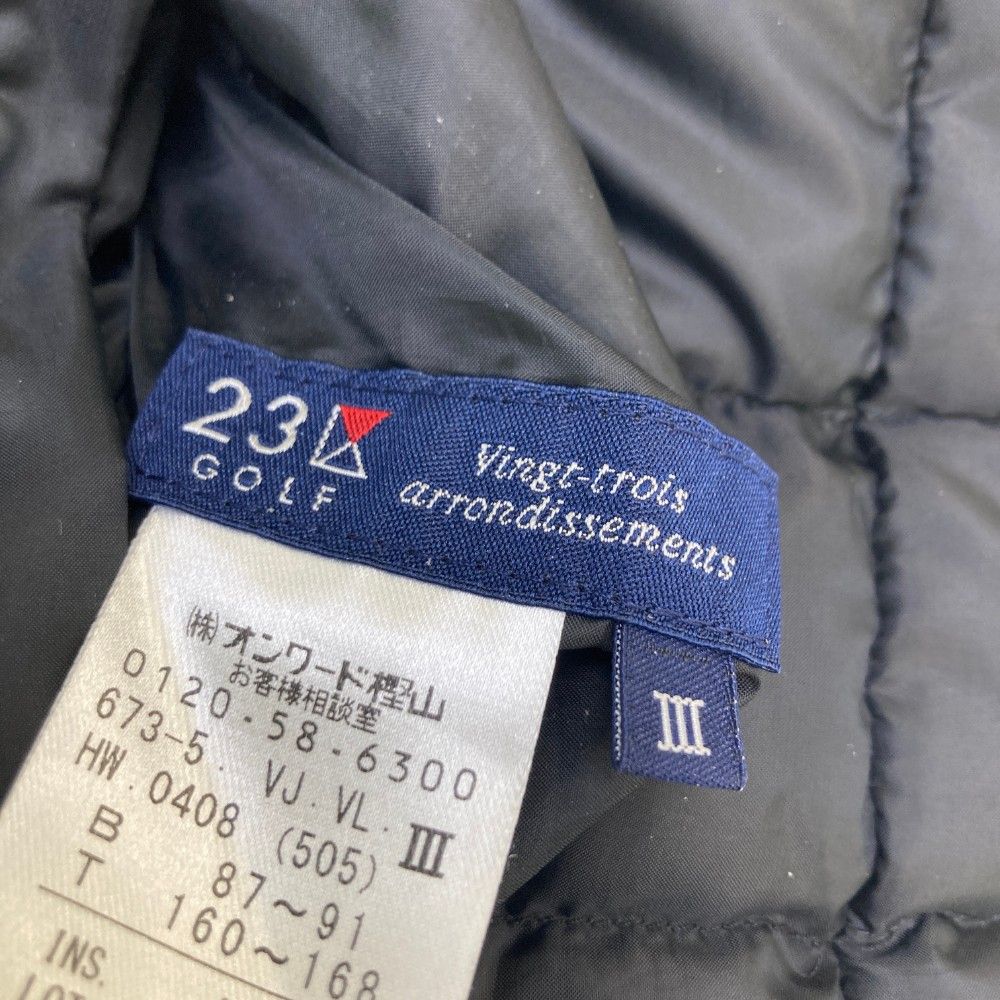 23
GOLF
Vingt-trois
arrondissements
III
(株)オンワード樫山
お客様相談室
0120-58-6300
673-5. VJ. VL. III
HW. 0408 (505)
B 87～91
T 160～168
INS.
LOT